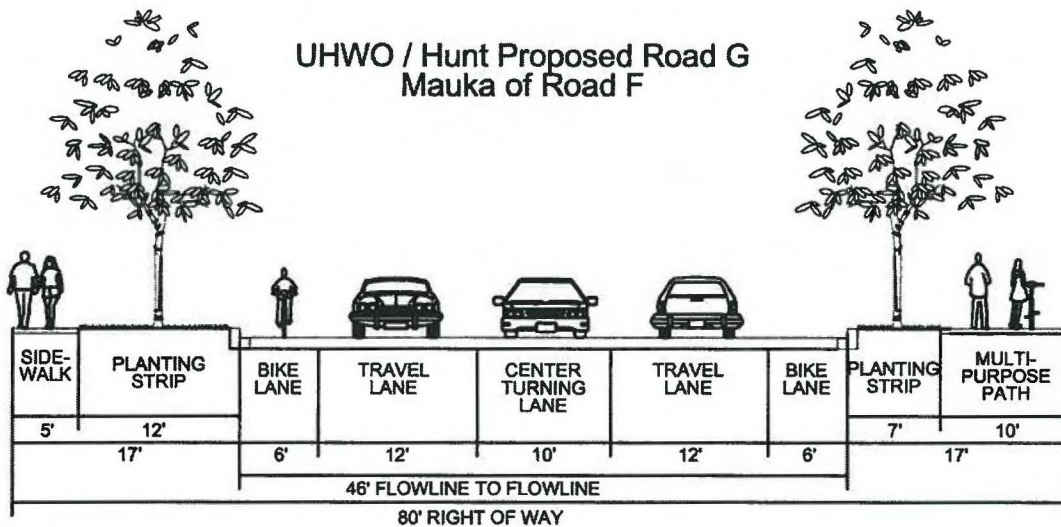 UHWO / Hunt Proposed Road G
Mauka of Road F
SIDE-
WALK
PLANTING
STRIP
BIKE
LANE
TRAVEL
LANE
CENTER
TURNING
LANE
TRAVEL
LANE
BIKE
LANE
PLANTING
STRIP
MULTI-
PURPOSE
PATH
5' 12' 7' 10'
17' 6' 12' 10' 12' 6' 17'
46' FLOWLINE TO FLOWLINE
80' RIGHT OF WAY